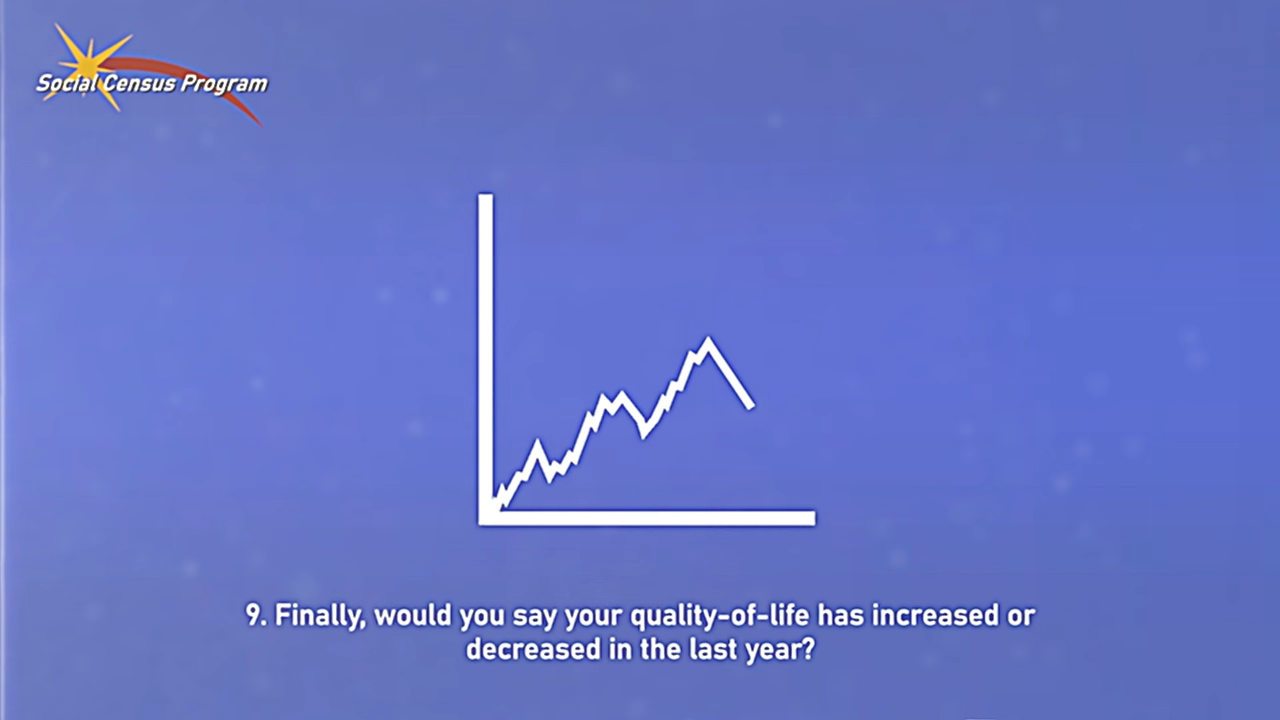 Social Census Program
9. Finally, would you say your quality-of-life has increased or
decreased in the last year?